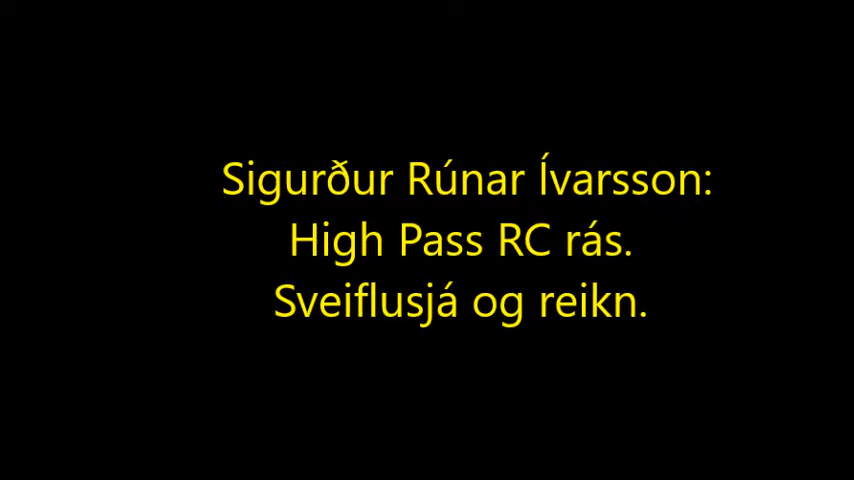 Sigurður Rúnar Ívarsson:
High Pass RC rás.
Sveiflusjá og reikn.